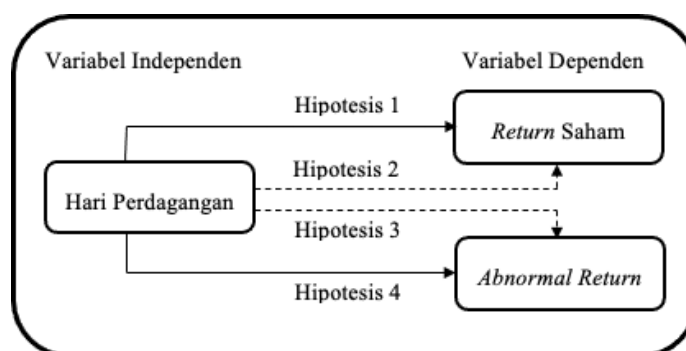 Variabel Independen
Variabel Dependen
Hipotesis 1
Return Saham
Hipotesis 2
Hari Perdagangan
Hipotesis 3
Abnormal Return
Hipotesis 4